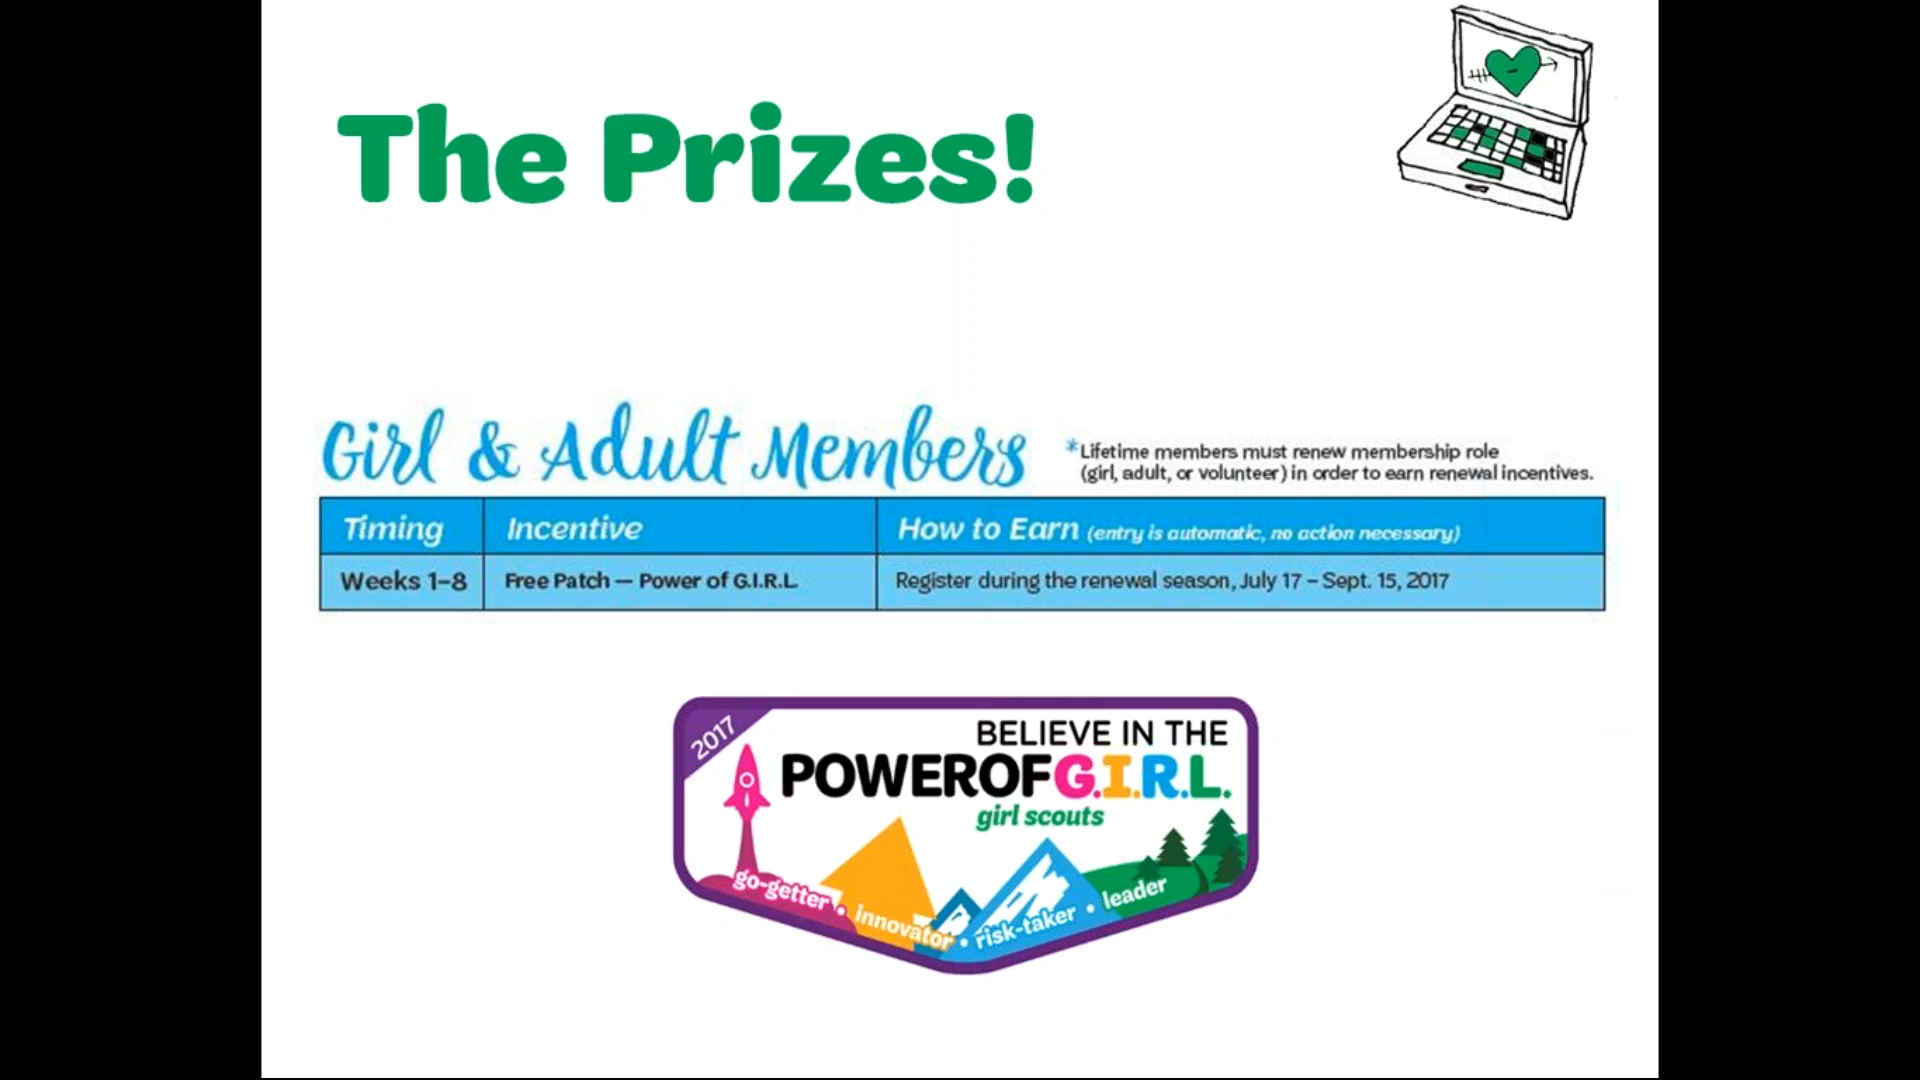 The Prizes!
Girl & Adult Members
*Lifetime members must renew membership role
(girl, adult, or volunteer) in order to earn renewal incentives.
Timing Incentive How to Earn (entry is automatic, no action necessary)
Weeks 1–8 Free Patch — Power of G.I.R.L. Register during the renewal season, July 17 – Sept. 15, 2017
2017
BELIEVE IN THE
POWEROFG.I.R.L.
girl scouts
go-getter • innovator • risk-taker • leader